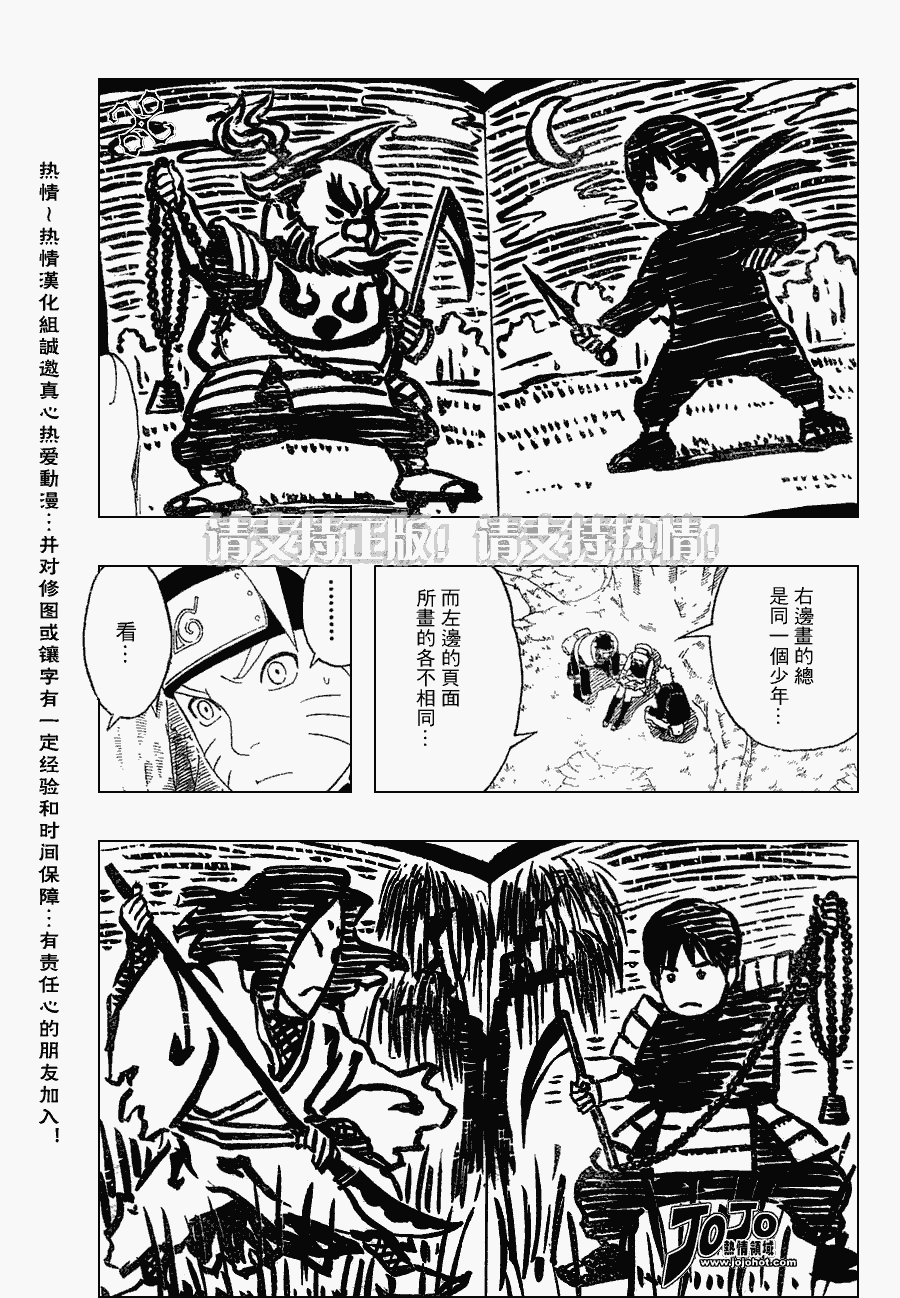 热情~热情漢化組誠邀真心热爱動漫…并对修图或镶字有一定经验和时间保障…有责任心的朋友加入!
请支持正版! 请支持热情!
右邊畫的總
是同一個少年…
而左邊的頁面
所畫的各不相同…
………
看…
JOJO
熱情領域
www.jojohot.com